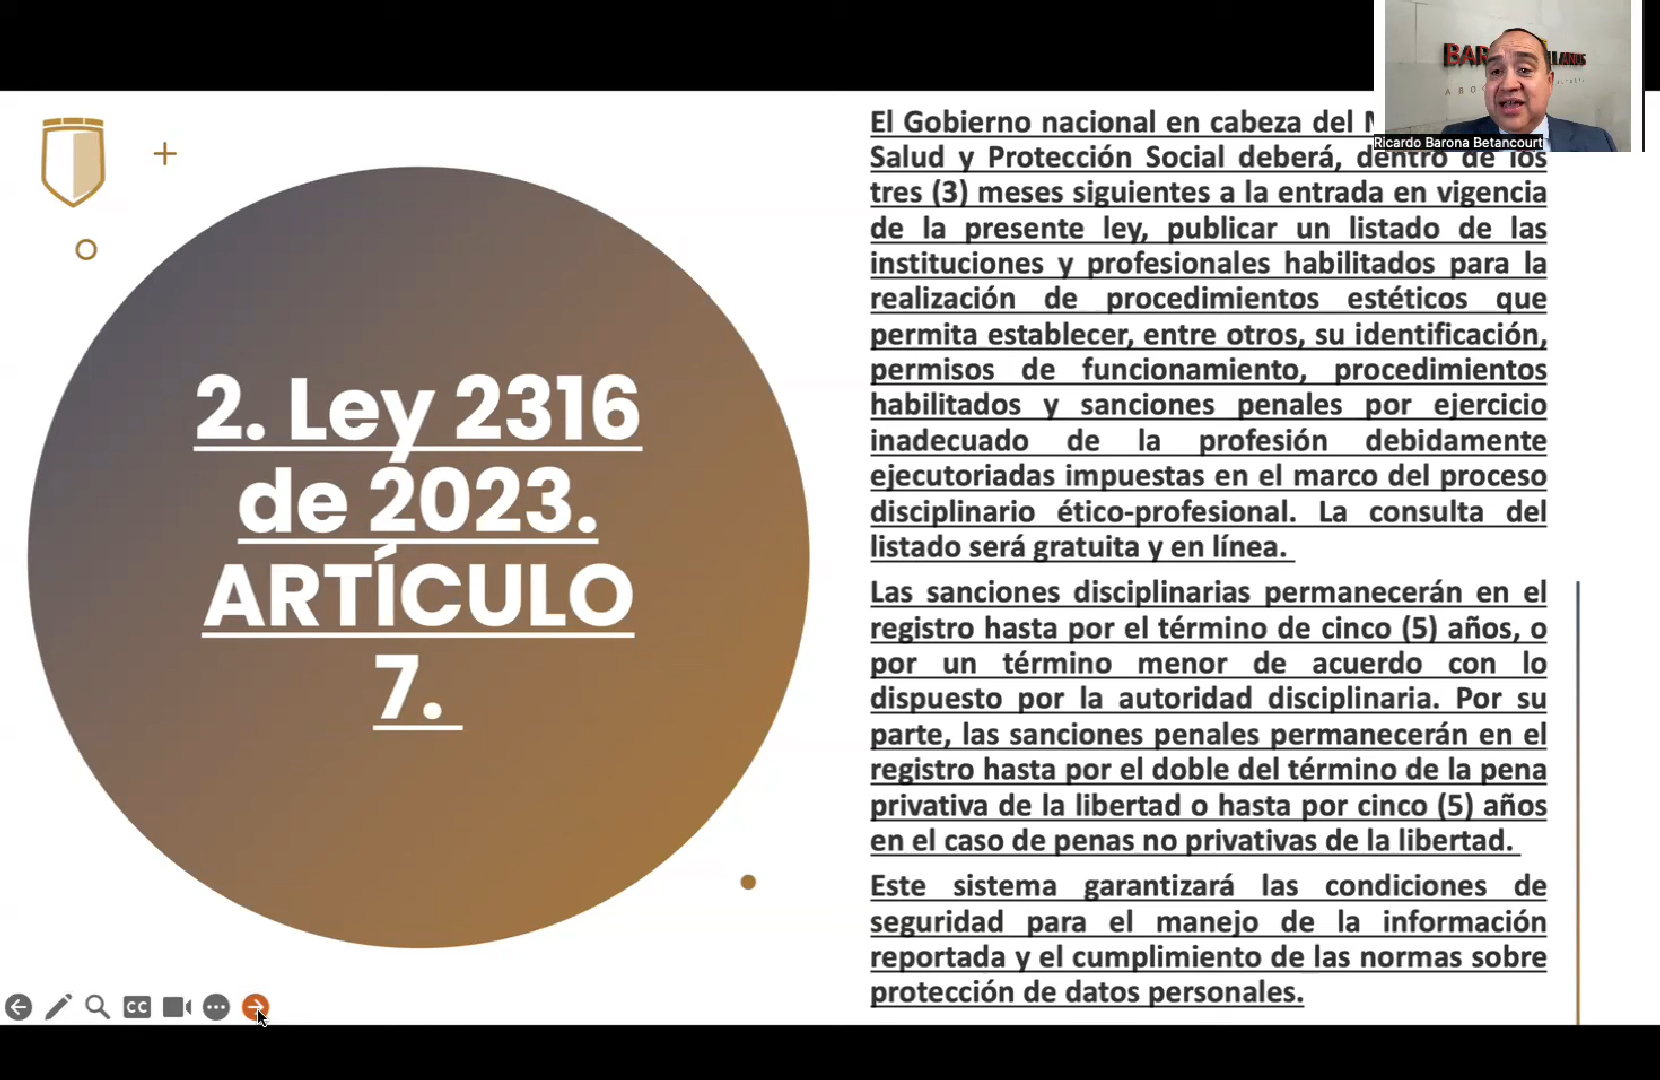 2. Ley 2316
de 2023.
ARTÍCULO
7.
El Gobierno nacional en cabeza del
Salud y Protección Social deberá, dentro de los
tres (3) meses siguientes a la entrada en vigencia
de la presente ley, publicar un listado de las
instituciones y profesionales habilitados para la
realización de procedimientos estéticos que
permita establecer, entre otros, su identificación,
permisos de funcionamiento, procedimientos
habilitados y sanciones penales por ejercicio
inadecuado de la profesión debidamente
ejecutoriadas impuestas en el marco del proceso
disciplinario ético-profesional. La consulta del
listado será gratuita y en línea.
Las sanciones disciplinarias permanecerán en el
registro hasta por el término de cinco (5) años, o
por un término menor de acuerdo con lo
dispuesto por la autoridad disciplinaria. Por su
parte, las sanciones penales permanecerán en el
registro hasta por el doble del término de la pena
privativa de la libertad o hasta por cinco (5) años
en el caso de penas no privativas de la libertad.
Este sistema garantizará las condiciones de
seguridad para el manejo de la información
reportada y el cumplimiento de las normas sobre
protección de datos personales.
Ricardo Barona Betancourt
CC